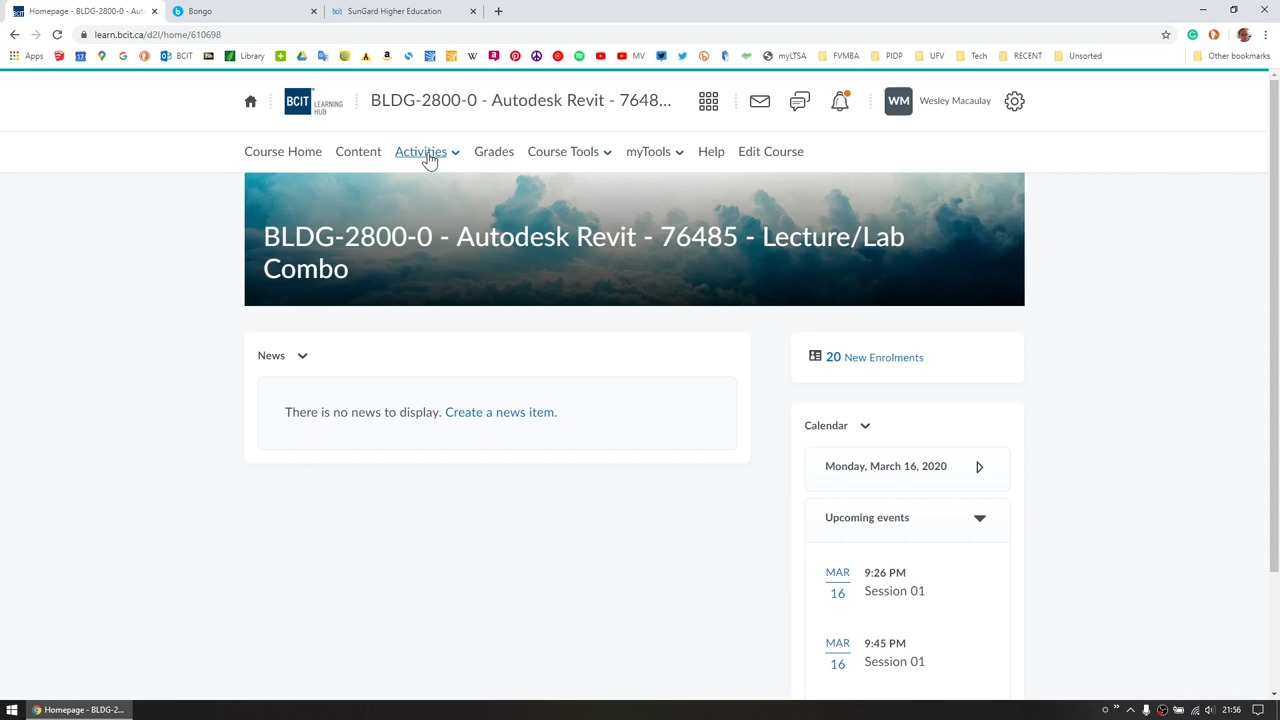 Homepage - BLDG-2800-0 - Aut
Bongo
SunGard Higher Education
learn.bcit.ca/d2l/home/610698
Apps
BCIT
Library
MV
myLTSA
FVMBA
PIDP
UFV
Tech
RECENT
Unsorted
Other bookmarks
BCIT LEARNING HUB
BLDG-2800-0 - Autodesk Revit - 7648...
WM
Wesley Macaulay
Course Home
Content
Activities
Grades
Course Tools
myTools
Help
Edit Course
BLDG-2800-0 - Autodesk Revit - 76485 - Lecture/Lab
Combo
News
There is no news to display. Create a news item.
20 New Enrolments
Calendar
Monday, March 16, 2020
Upcoming events
MAR
16
9:26 PM
Session 01
MAR
16
9:45 PM
Session 01
Homepage - BLDG-2...
21:56